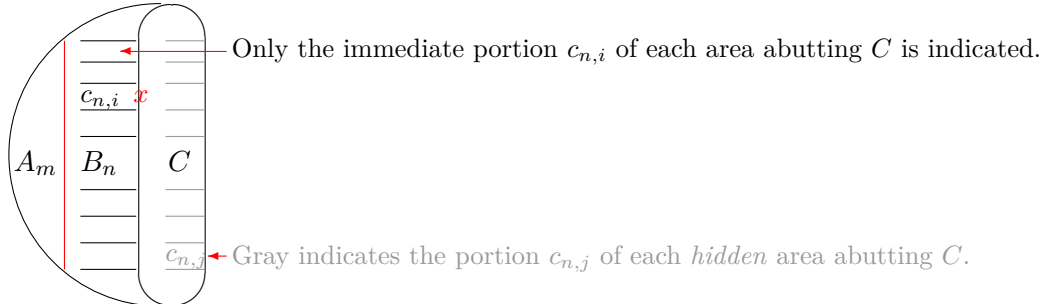 Only the immediate portion c_{n,i} of each area abutting C is indicated.
c_{n,i} x
A_m B_n C
c_{n,j} Gray indicates the portion c_{n,j} of each hidden area abutting C.